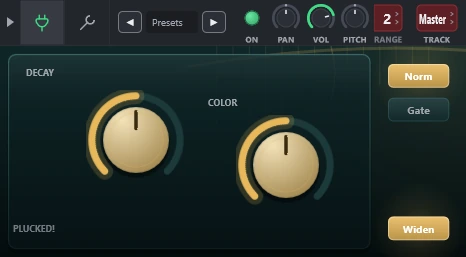 Presets
2
Master
ON
PAN
VOL
PITCH
RANGE
TRACK
DECAY
COLOR
Norm
Gate
PLUCKED!
Widen